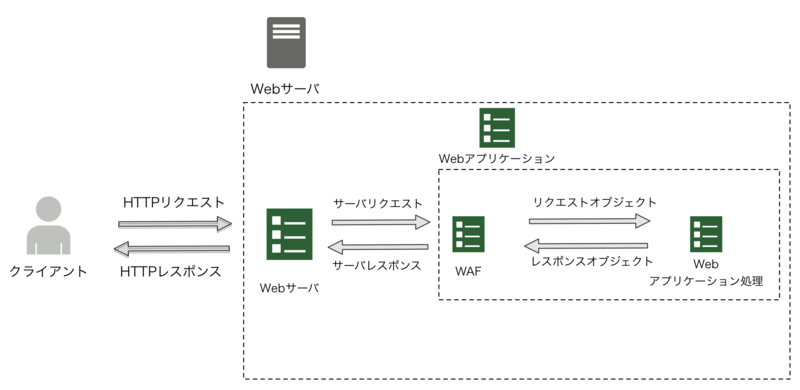 Webサーバ
Webアプリケーション
HTTPリクエスト
サーバリクエスト
リクエストオブジェクト
クライアント
HTTPレスポンス
サーバレスポンス
レスポンスオブジェクト
Webサーバ
WAF
Web
アプリケーション処理